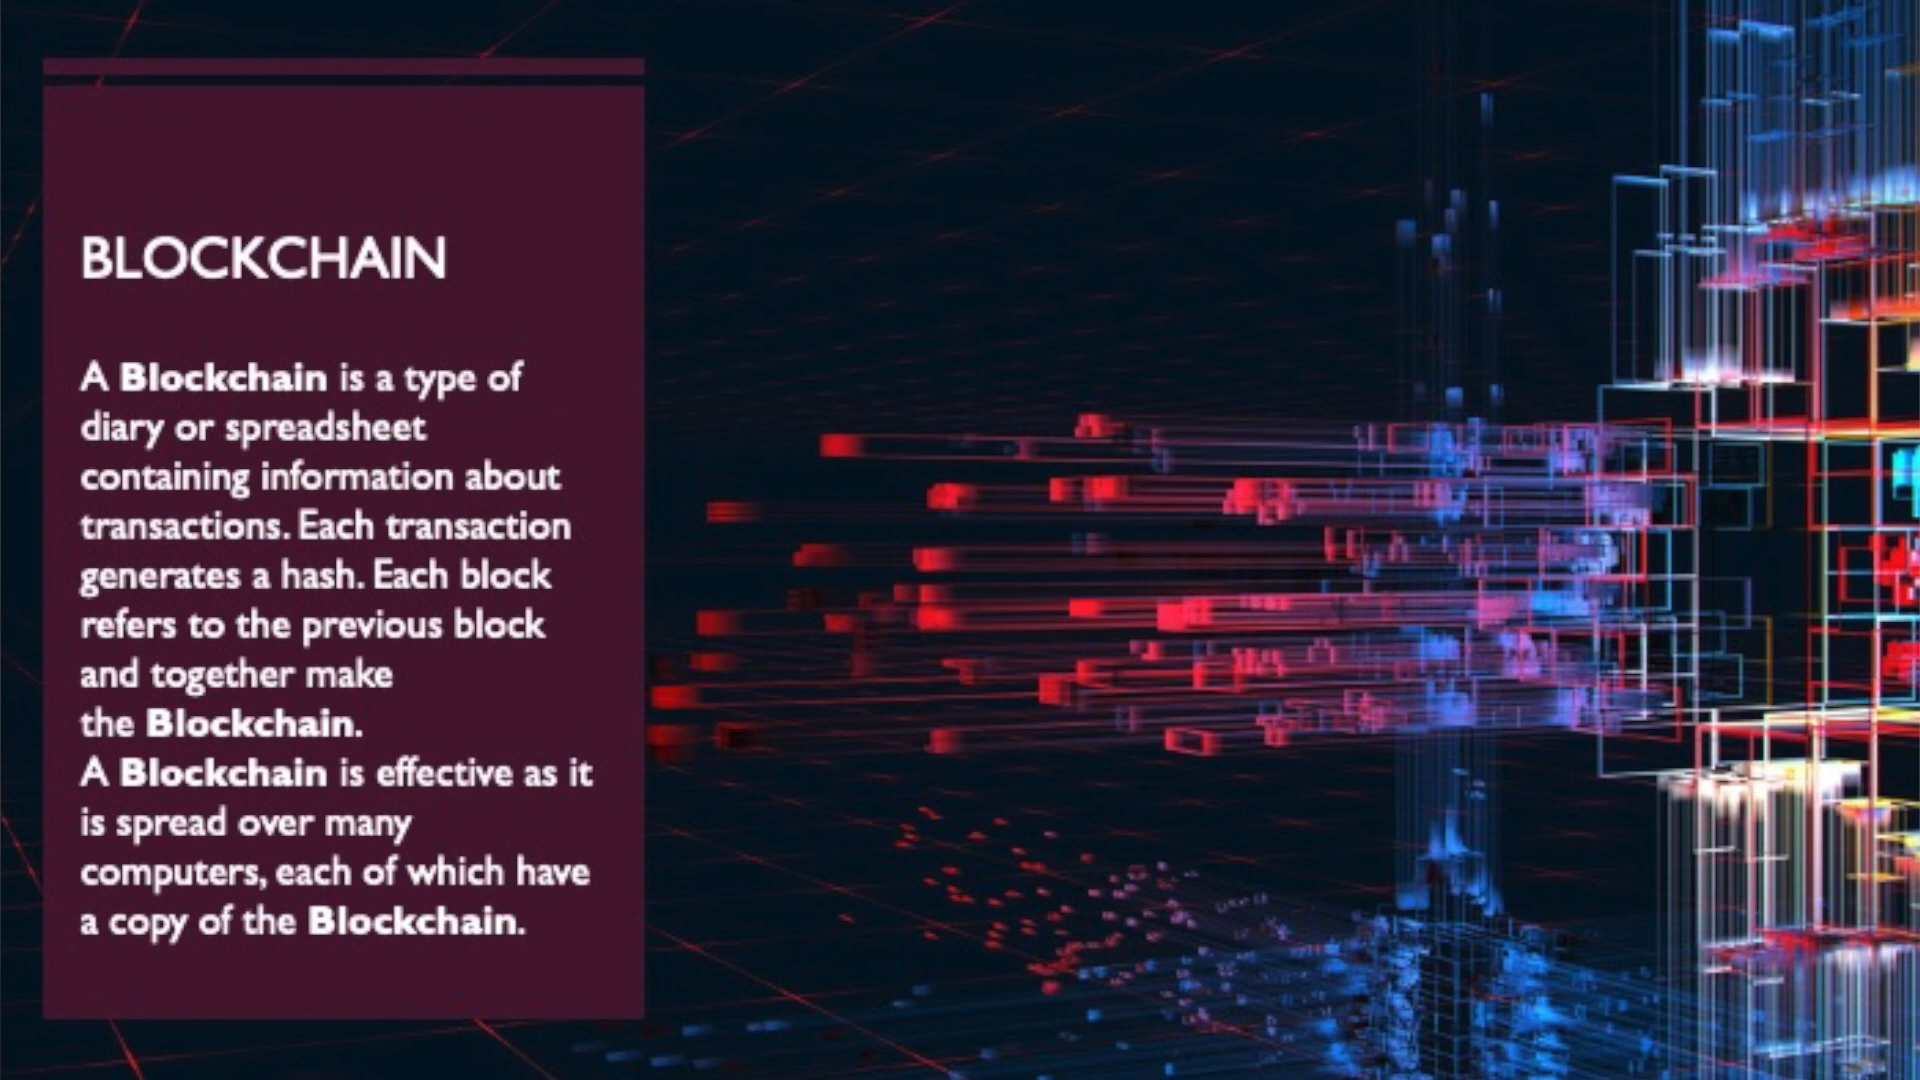 BLOCKCHAIN
A Blockchain is a type of
diary or spreadsheet
containing information about
transactions. Each transaction
generates a hash. Each block
refers to the previous block
and together make
the Blockchain.
A Blockchain is effective as it
is spread over many
computers, each of which have
a copy of the Blockchain.